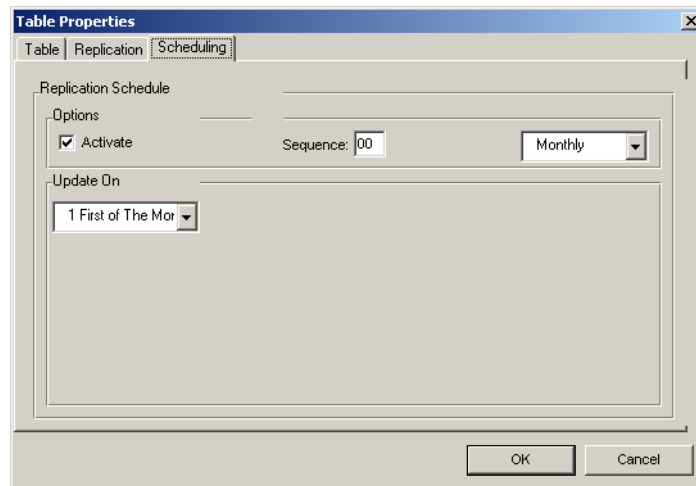 Table Properties
Table Replication Scheduling
Replication Schedule
Options
Activate Sequence: 00 Monthly
Update On
1 First of The Mor
OK Cancel